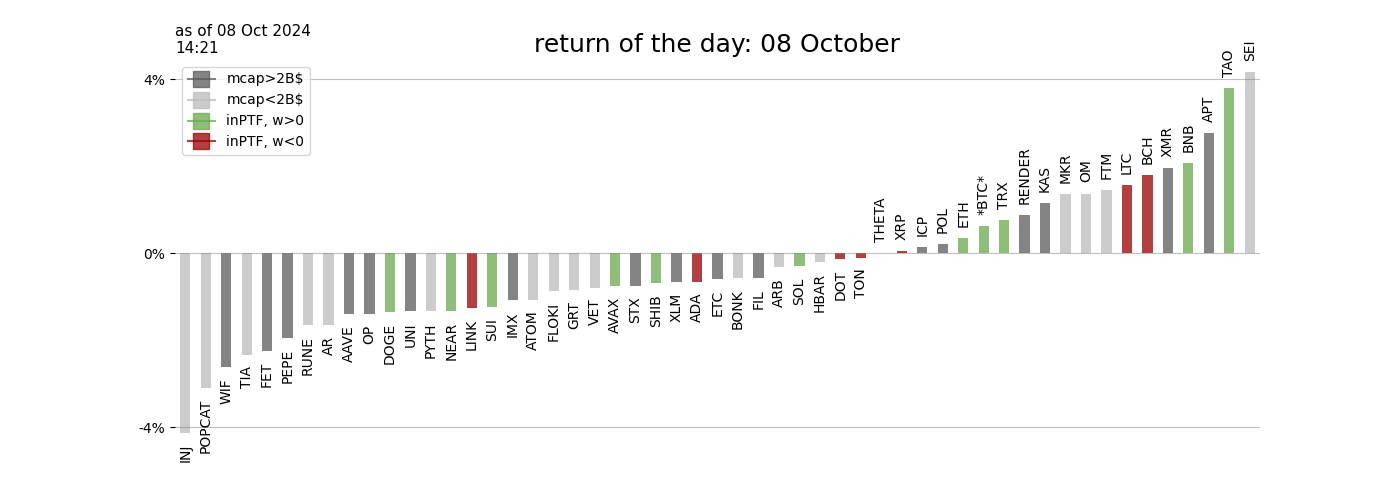 as of 08 Oct 2024
14:21
return of the day: 08 October
mcap>2B$
mcap<2B$
inPTF, w>0
inPTF, w<0
4%
0%
-4%
INJ
POPCAT
WIF
TIA
FET
PEPE
RUNE
AR
AAVE
OP
DOGE
UNI
PYTH
NEAR
LINK
SUI
IMX
ATOM
FLOKI
GRT
VET
AVAX
STX
SHIB
XLM
ADA
ETC
BONK
FIL
ARB
SOL
HBAR
DOT
TON
THETA
XRP
ICP
POL
ETH
*BTC*
TRX
RENDER
KAS
MKR
OM
FTM
LTC
BCH
XMR
BNB
APT
TAO
SEI